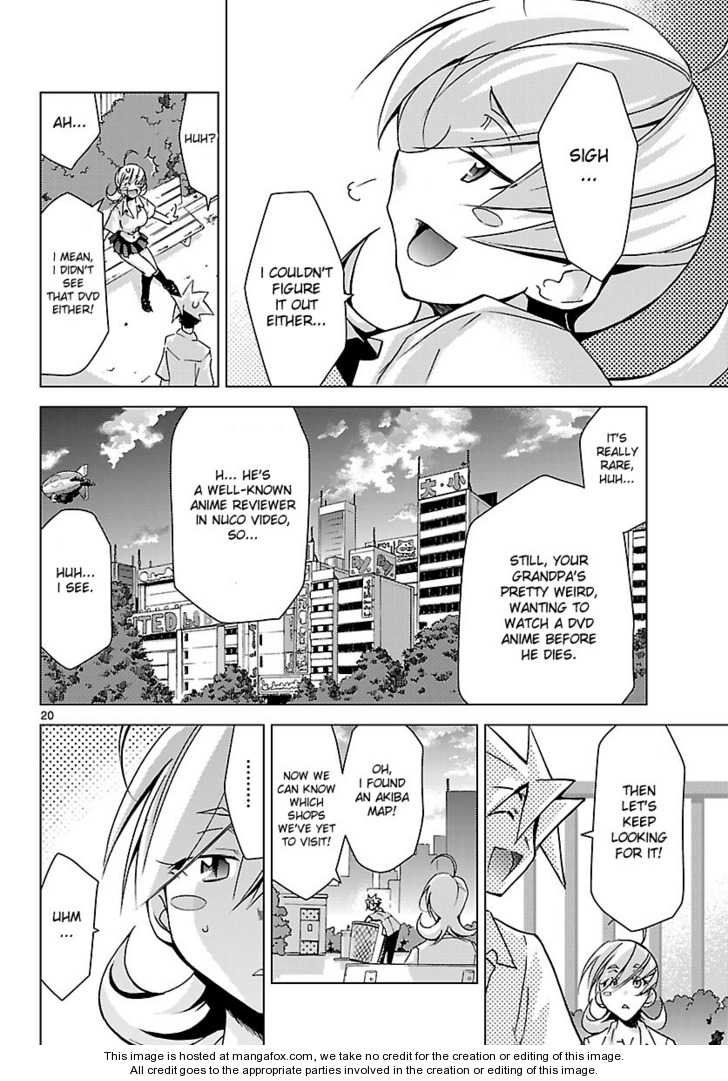 SIGH
...
I COULDN'T
FIGURE
IT OUT
EITHER...
HUH?
AH...
I MEAN,
I DIDN'T
SEE
THAT DVD
EITHER!
IT'S
REALLY
RARE,
HUH...
STILL, YOUR
GRANDPA'S
PRETTY WEIRD,
WANTING TO
WATCH A DVD
ANIME BEFORE
HE DIES.
H... HE'S
A WELL-KNOWN
ANIME REVIEWER
IN NUCO VIDEO,
SO...
HUH...
I SEE.
大・小
TED
20
THEN
LET'S
KEEP
LOOKING
FOR IT!
OH,
I FOUND
AN AKIBA
MAP!
NOW WE
CAN KNOW
WHICH
SHOPS
WE'VE YET
TO VISIT!
.........
UHM
...
This image is hosted at mangafox.com, we take no credit for the creation or editing of this image.
All credit goes to the appropriate parties involved in the creation or editing of this image.